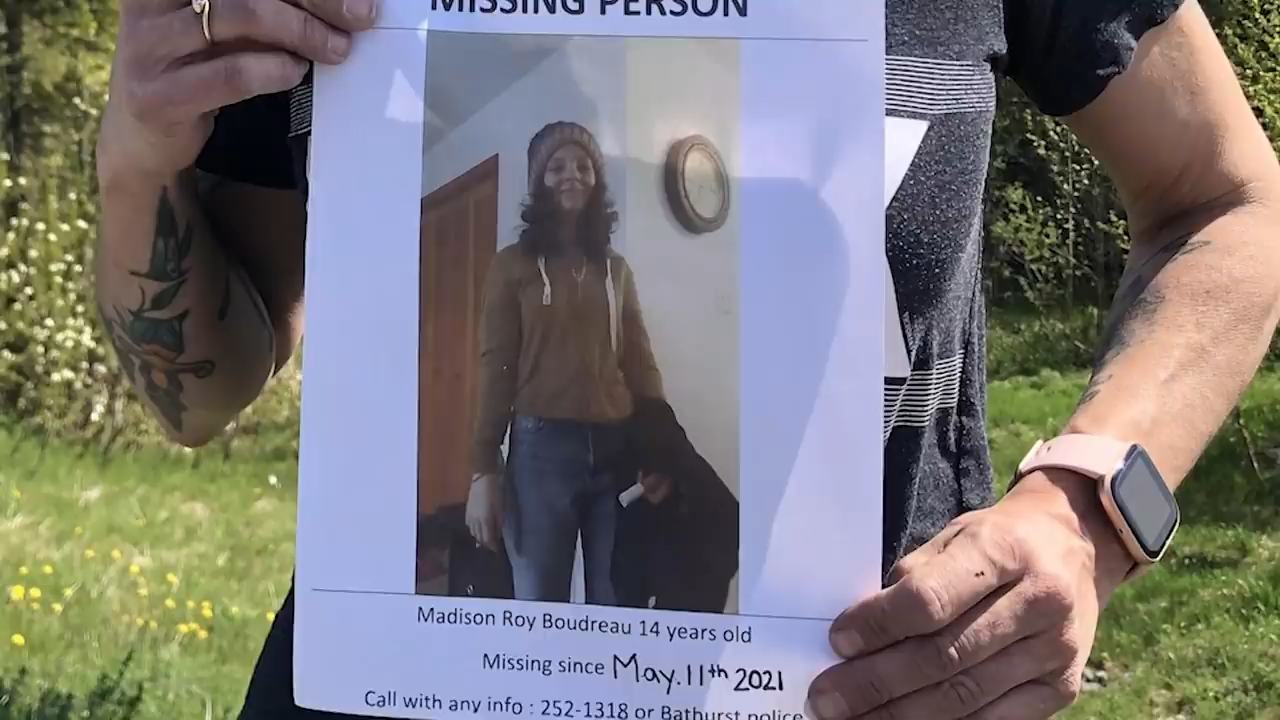 MISSING PERSON
Madison Roy Boudreau 14 years old
Missing since May.11th 2021
Call with any info : 252-1318 or Bathurst police